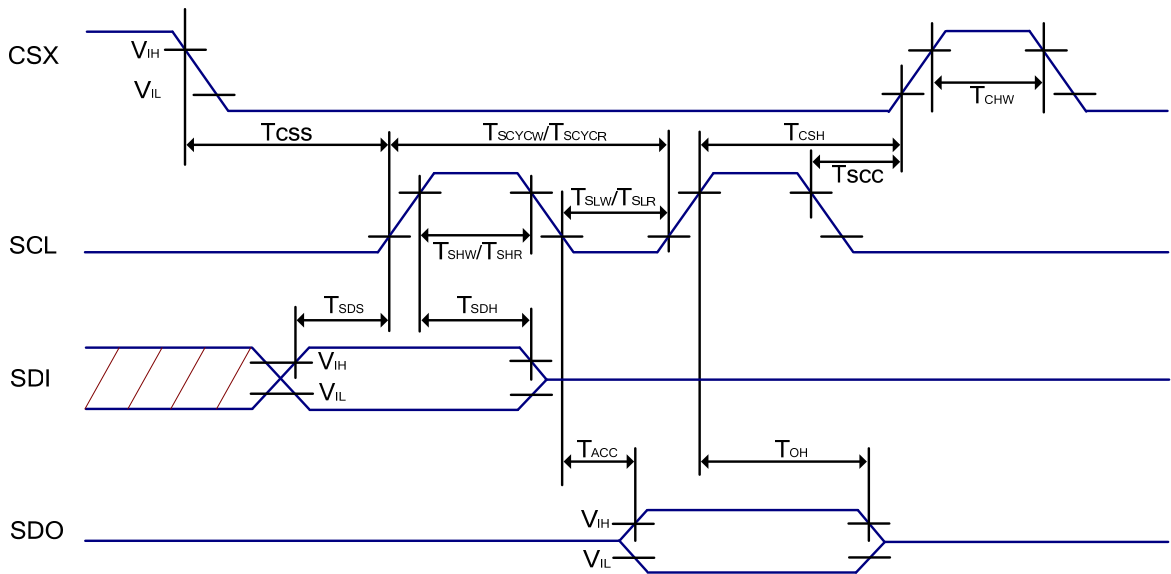 CSX
VIH
VIL
TCHW
TCSS
TSCYCW/TSCYCR
TCSH
TSCC
TSLW/TSLR
SCL
TSHW/TSHR
TSDS
TSDH
VIH
SDI
VIL
TACC
TOH
VIH
SDO
VIL